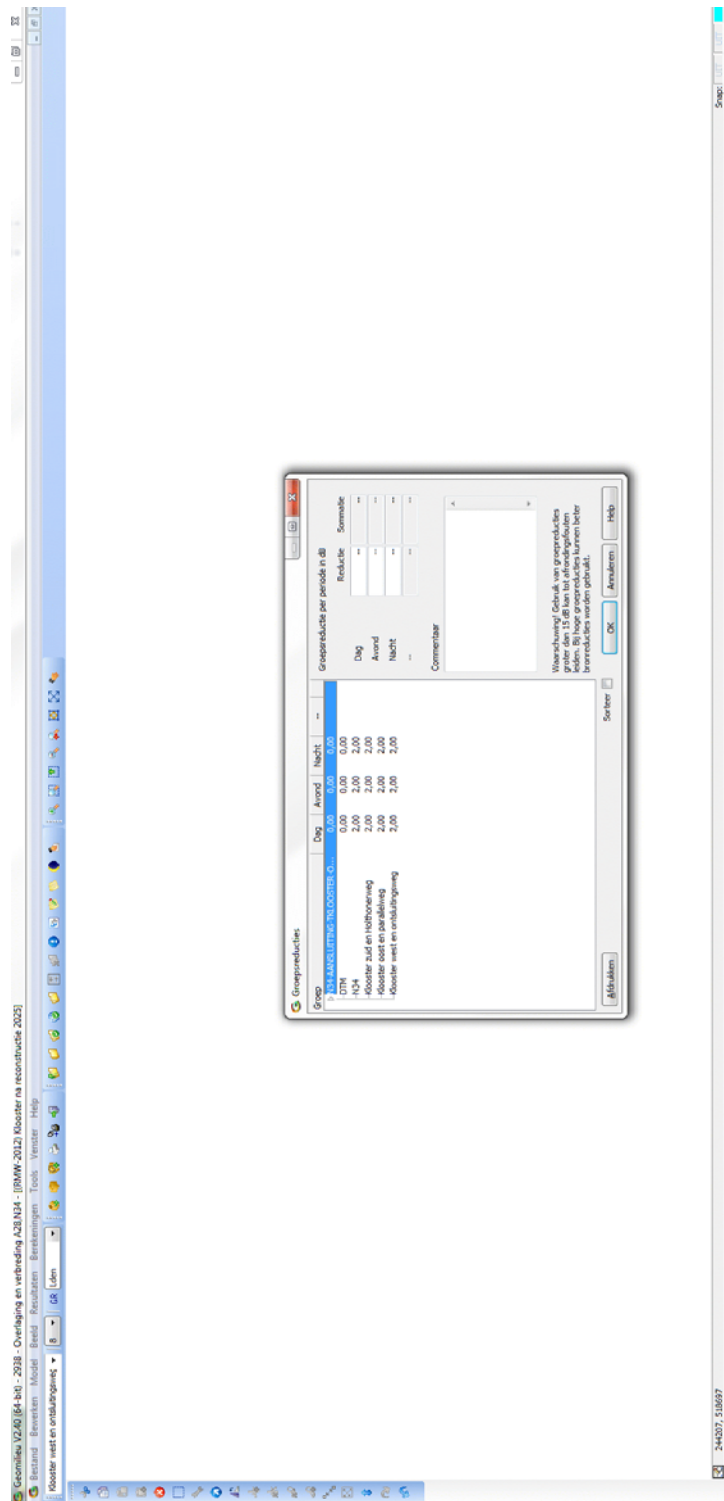 Geomilieu V2.40 (64-bit) - 2938 - Overlaging en verbreding A28,N34 - [(RMW-2012) Klooster na reconstructie 2025]
Bestand Bewerken Model Beeld Resultaten Berekeningen Tools Venster Help
Klooster west en ontsluitingsweg 8 GR Lden
Groepsreducties
Groep Dag Avond Nacht --
N34-AANSLUITING-TKLOOSTER-O... 0,00 0,00 0,00
DTM 0,00 0,00 0,00
N34 2,00 2,00 2,00
Klooster zuid en Holthonerweg 2,00 2,00 2,00
Klooster oost en parallelweg 2,00 2,00 2,00
Klooster west en ontsluitingsweg 2,00 2,00 2,00
Groepsreductie per periode in dB
Reductie Sommatie
Dag -- --
Avond -- --
Nacht -- --
-- -- --
Commentaar
Waarschuwing! Gebruik van groepreducties
groter dan 15 dB kan tot afrondingsfouten
leiden. Bij hoge groepreducties kunnen beter
bronreducties worden gebruikt.
Afdrukken Sorteer OK Annuleren Help
244207, 518697 Snap: